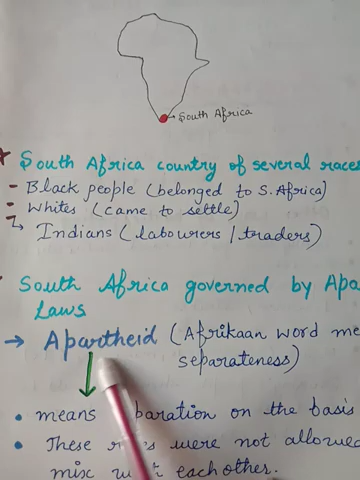 South Africa
South Africa country of several races
Black people (belonged to S. Africa)
Whites (came to settle)
Indians (labourers / traders)
South Africa governed by Apa
Laws
→ Apartheid (Afrikaan word me
separateness)
• means paration on the basis
• These r es were not allowed
mix w each other.